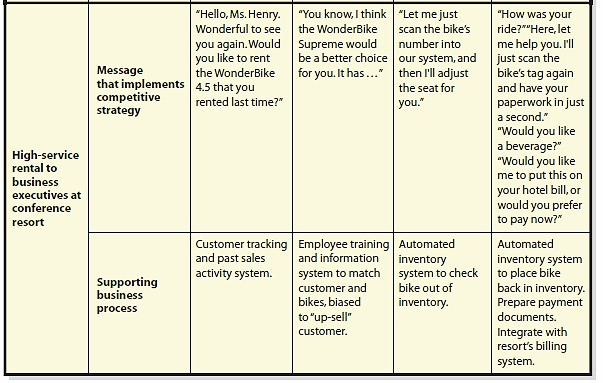 High-service
rental to
business
executives at
conference
resort
Message
that implements
competitive
strategy
“Hello, Ms. Henry.
Wonderful to see
you again. Would
you like to rent
the WonderBike
4.5 that you
rented last time?”
“You know, I think
the WonderBike
Supreme would
be a better choice
for you. It has . . .”
“Let me just
scan the bike’s
number into
our system, and
then I’ll adjust
the seat for
you.”
“How was your
ride?”“Here, let
me help you. I’ll
just scan the
bike’s tag again
and have your
paperwork in just
a second.”
“Would you like
a beverage?”
“Would you like
me to put this on
your hotel bill, or
would you prefer
to pay now?”
Supporting
business
process
Customer tracking
and past sales
activity system.
Employee training
and information
system to match
customer and
bikes, biased
to “up-sell”
customer.
Automated
inventory
system to check
bike out of
inventory.
Automated
inventory system
to place bike
back in inventory.
Prepare payment
documents.
Integrate with
resort’s billing
system.